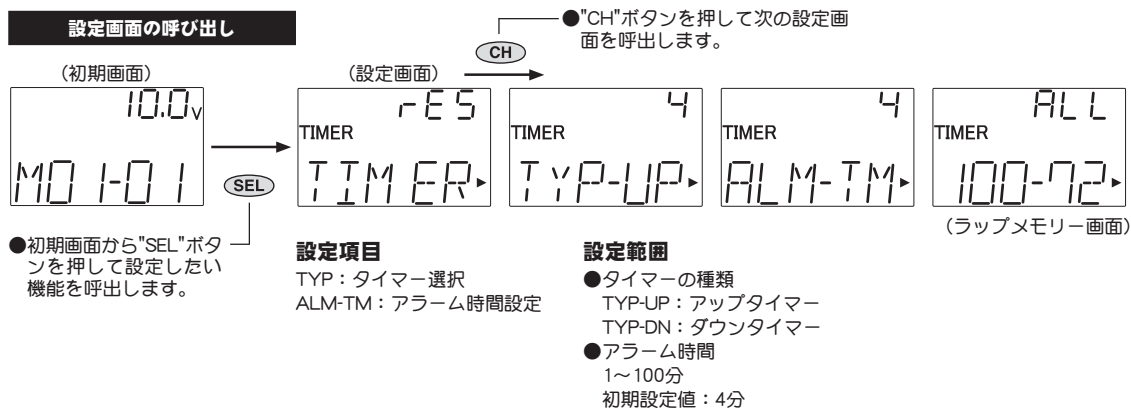 設定画面の呼び出し
●"CH"ボタンを押して次の設定画
面を呼出します。
CH
(初期画面)
(設定画面)
10.0v
M01-01
SEL
rES
TIMER
TIMER▸
4
TIMER
TYP-UP▸
4
TIMER
ALM-TM▸
ALL
TIMER
100-72▸
(ラップメモリー画面)
●初期画面から"SEL"ボタ
ンを押して設定したい
機能を呼出します。
設定項目
TYP:タイマー選択
ALM-TM:アラーム時間設定
設定範囲
●タイマーの種類
TYP-UP:アップタイマー
TYP-DN:ダウンタイマー
●アラーム時間
1〜100分
初期設定値:4分